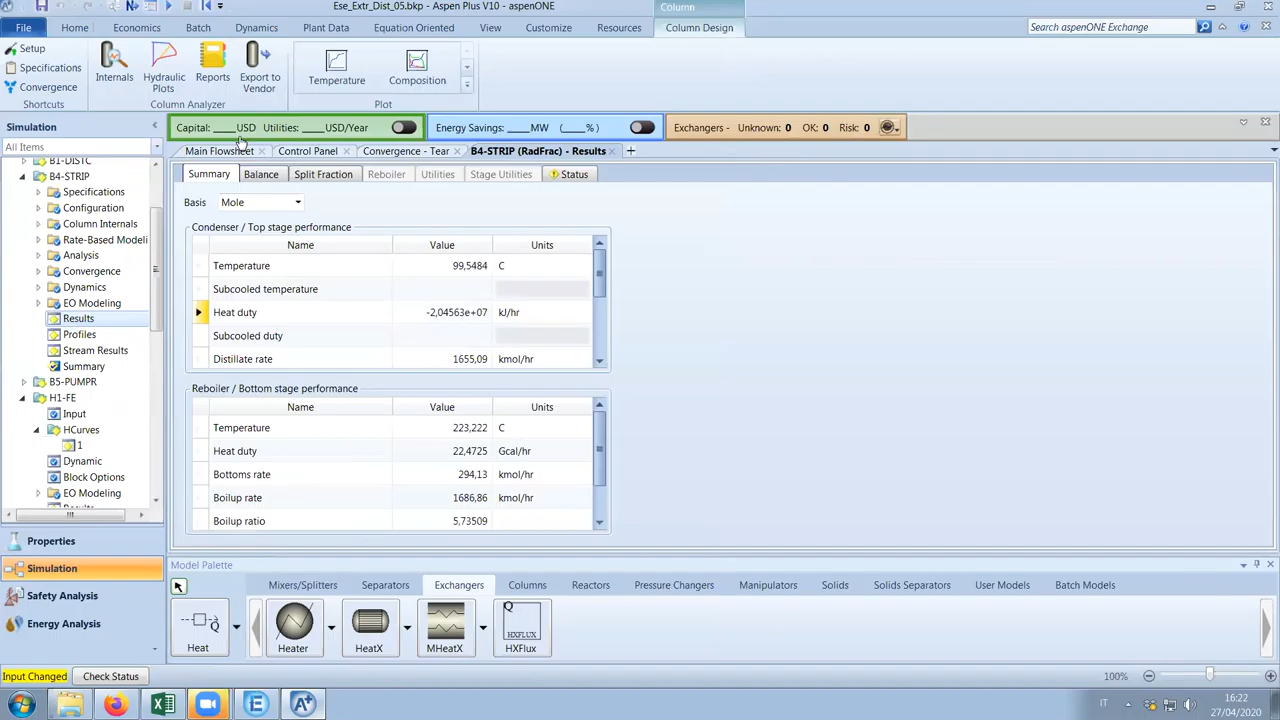 Ese_Extr_Dist_05.bkp - Aspen Plus V10 - aspenONE
Column
File Home Economics Batch Dynamics Plant Data Equation Oriented View Customize Resources Column Design Search aspenONE Exchange
Setup
Specifications
Convergence
Shortcuts
Internals Hydraulic Plots Reports Export to Vendor
Column Analyzer
Temperature Composition
Plot
Simulation
All Items
Capital: ____USD Utilities: ____USD/Year
Energy Savings: ____MW (____%)
Exchangers - Unknown: 0 OK: 0 Risk: 0
Main Flowsheet Control Panel Convergence - Tear B4-STRIP (RadFrac) - Results
B1-DISTC
B4-STRIP
Specifications
Configuration
Column Internals
Rate-Based Modeli
Analysis
Convergence
Dynamics
EO Modeling
Results
Profiles
Stream Results
Summary
B5-PUMPR
H1-FE
Input
HCurves
1
Dynamic
Block Options
EO Modeling
Properties
Simulation
Safety Analysis
Energy Analysis
Summary Balance Split Fraction Reboiler Utilities Stage Utilities Status
Basis Mole
Condenser / Top stage performance
Name Value Units
Temperature 99,5484 C
Subcooled temperature
Heat duty -2,04563e+07 kJ/hr
Subcooled duty
Distillate rate 1655,09 kmol/hr
Reboiler / Bottom stage performance
Name Value Units
Temperature 223,222 C
Heat duty 22,4725 Gcal/hr
Bottoms rate 294,13 kmol/hr
Boilup rate 1686,86 kmol/hr
Boilup ratio 5,73509
Model Palette
Mixers/Splitters Separators Exchangers Columns Reactors Pressure Changers Manipulators Solids Solids Separators User Models Batch Models
Q Q
HXFLUX
Heat Heater HeatX MHeatX HXFlux
Input Changed Check Status 100%
IT 16:22
27/04/2020